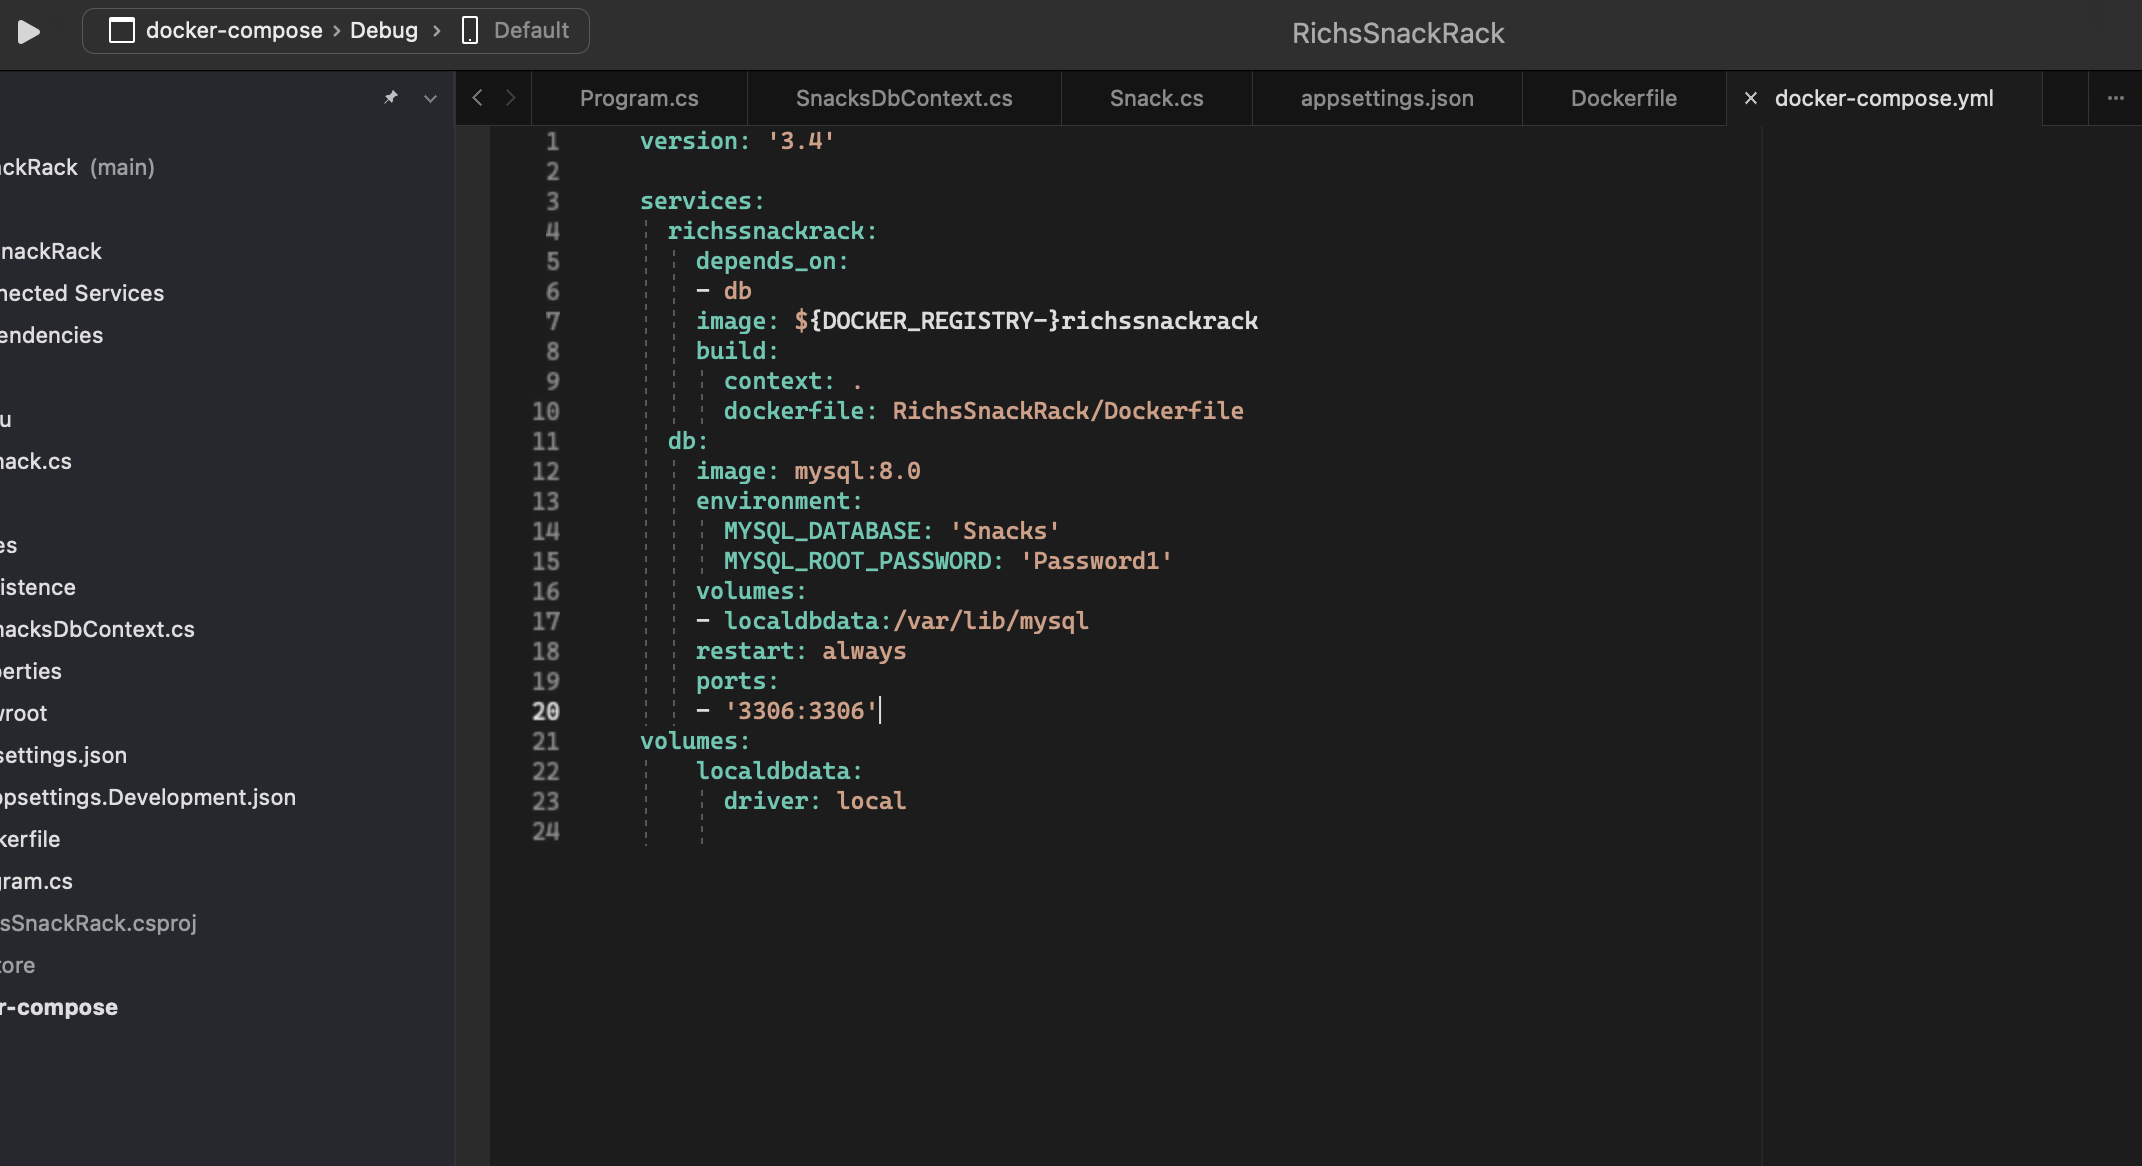 docker-compose › Debug › Default
RichsSnackRack
Program.cs
SnacksDbContext.cs
Snack.cs
appsettings.json
Dockerfile
× docker-compose.yml
ckRack (main)
nackRack
nected Services
endencies
u
ack.cs
es
istence
acksDbContext.cs
erties
root
settings.json
psettings.Development.json
kerfile
ram.cs
sSnackRack.csproj
ore
r-compose
1 version: '3.4'
2
3 services:
4 richssnackrack:
5 depends_on:
6 - db
7 image: ${DOCKER_REGISTRY-}richssnackrack
8 build:
9 context: .
10 dockerfile: RichsSnackRack/Dockerfile
11 db:
12 image: mysql:8.0
13 environment:
14 MYSQL_DATABASE: 'Snacks'
15 MYSQL_ROOT_PASSWORD: 'Password1'
16 volumes:
17 - localdbdata:/var/lib/mysql
18 restart: always
19 ports:
20 - '3306:3306'
21 volumes:
22 localdbdata:
23 driver: local
24